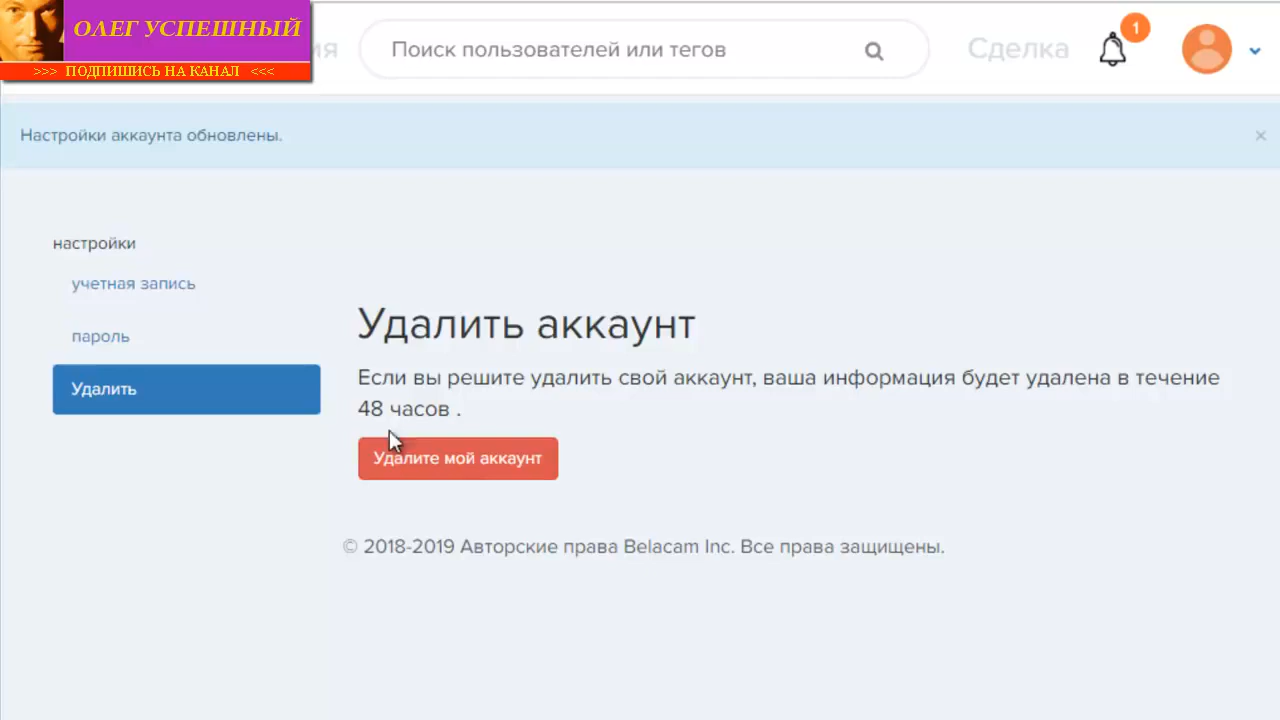 ОЛЕГ УСПЕШНЫЙ
>>> ПОДПИШИСЬ НА КАНАЛ <<<
Поиск пользователей или тегов
Сделка
1
Настройки аккаунта обновлены.
×
настройки
учетная запись
пароль
Удалить
Удалить аккаунт
Если вы решите удалить свой аккаунт, ваша информация будет удалена в течение
48 часов .
Удалите мой аккаунт
© 2018-2019 Авторские права Belacam Inc. Все права защищены.